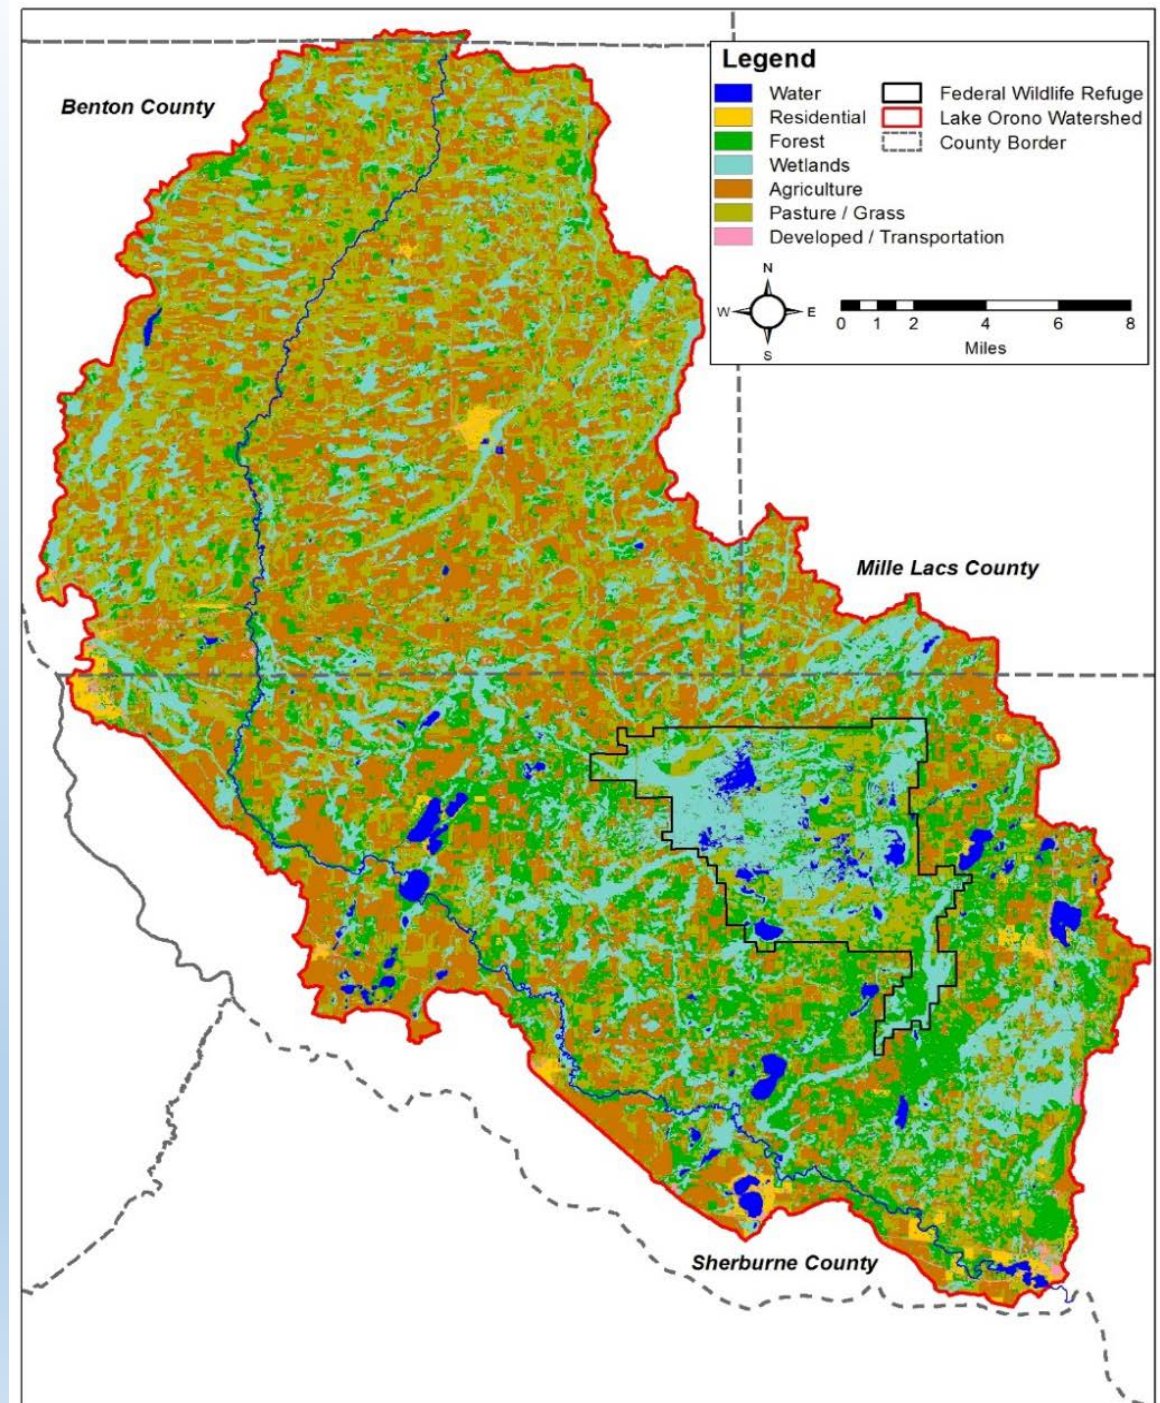 Benton County
Legend
Water
Residential
Forest
Wetlands
Agriculture
Pasture / Grass
Developed / Transportation
Federal Wildlife Refuge
Lake Orono Watershed
County Border
N
W E
S
0 1 2 4 6 8
Miles
Mille Lacs County
Sherburne County